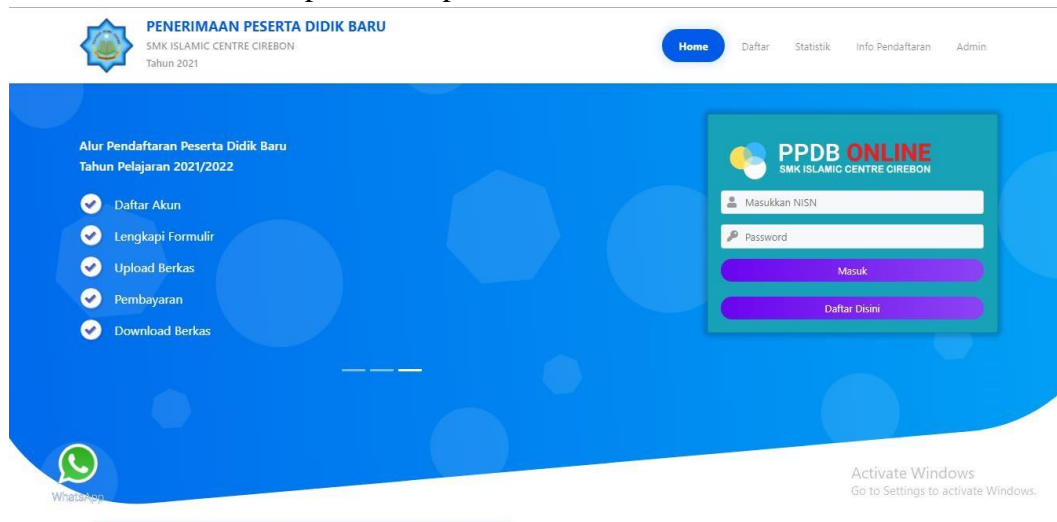 PENERIMAAN PESERTA DIDIK BARU
SMK ISLAMIC CENTRE CIREBON
Tahun 2021
Home Daftar Statistik Info Pendaftaran Admin
Alur Pendaftaran Peserta Didik Baru
Tahun Pelajaran 2021/2022
Daftar Akun
Lengkapi Formulir
Upload Berkas
Pembayaran
Download Berkas
PPDB ONLINE
SMK ISLAMIC CENTRE CIREBON
Masukkan NISN
Password
Masuk
Daftar Disini
WhatsApp
Activate Windows
Go to Settings to activate Windows.